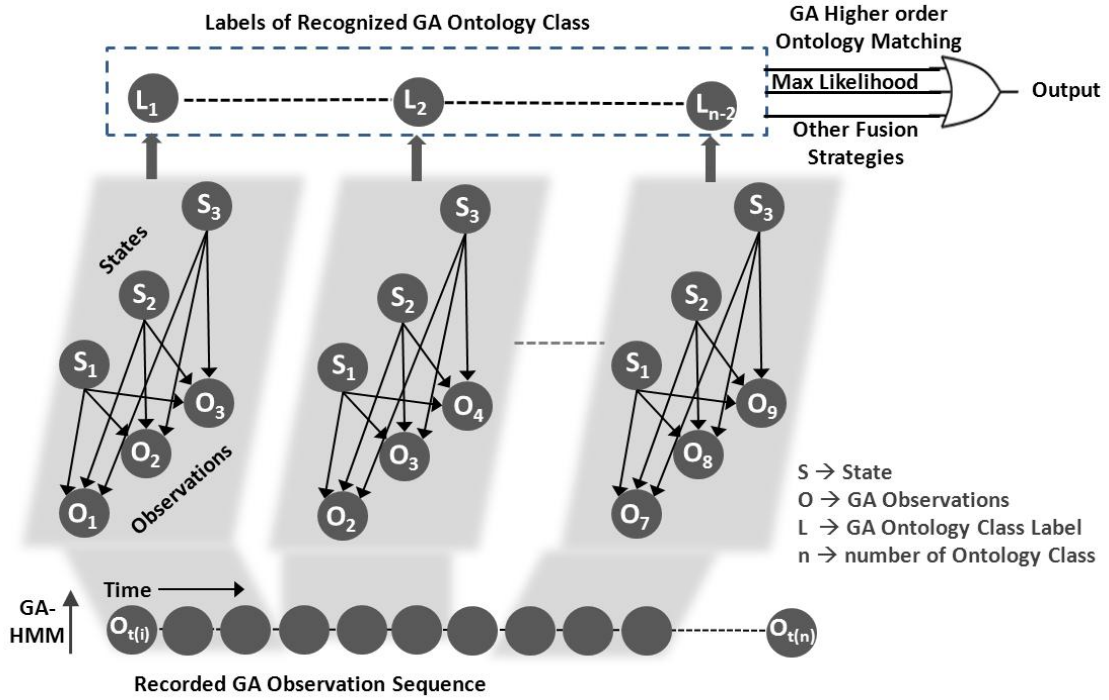 Labels of Recognized GA Ontology Class
GA Higher order
Ontology Matching
Max Likelihood
Other Fusion
Strategies
Output
L1
L2
Ln-2
States
S3
S2
S1
O3
O2
O1
Observations
S3
S2
S1
O4
O3
O2
S3
S2
S1
O9
O8
O7
S → State
O → GA Observations
L → GA Ontology Class Label
n → number of Ontology Class
GA-
HMM
Time
Ot(i)
Ot(n)
Recorded GA Observation Sequence